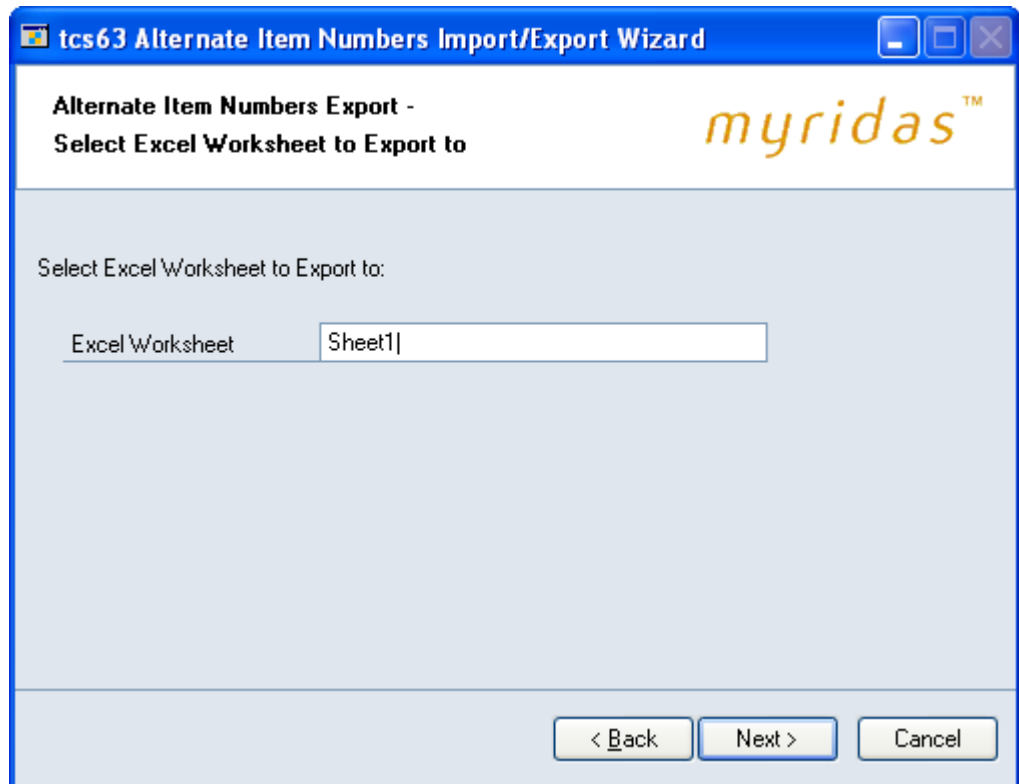 tcs63 Alternate Item Numbers Import/Export Wizard
Alternate Item Numbers Export -
Select Excel Worksheet to Export to
myridas™
Select Excel Worksheet to Export to:
Excel Worksheet Sheet1
< Back Next > Cancel